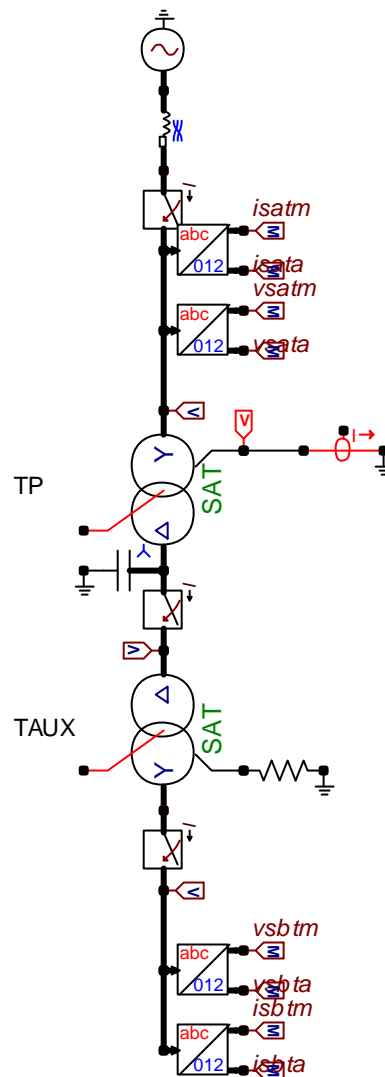 isatm
abc
012
isata
vsatm
abc
012
vsata
V
V
I
Y
TP
SAT
Δ
Y
V
Δ
TAUX
SAT
Y
V
vsbtm
abc
012
vsbta
isbtm
abc
012
isbta
M
M
M
M
M
M
M
M
I
I
I